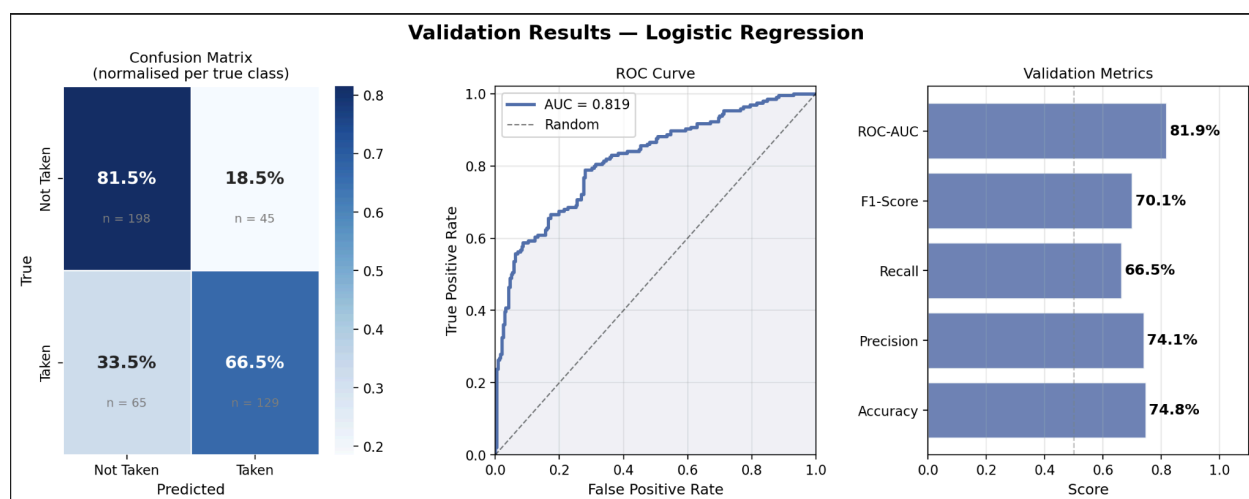 Validation Results — Logistic Regression
Confusion Matrix
(normalised per true class)
True
Not Taken
Taken
81.5%
n = 198
18.5%
n = 45
33.5%
n = 65
66.5%
n = 129
Not Taken
Taken
Predicted
0.8
0.7
0.6
0.5
0.4
0.3
0.2
ROC Curve
AUC = 0.819
Random
True Positive Rate
1.0
0.8
0.6
0.4
0.2
0.0
0.0
0.2
0.4
0.6
0.8
1.0
False Positive Rate
Validation Metrics
ROC-AUC
81.9%
F1-Score
70.1%
Recall
66.5%
Precision
74.1%
Accuracy
74.8%
0.0
0.2
0.4
0.6
0.8
1.0
Score